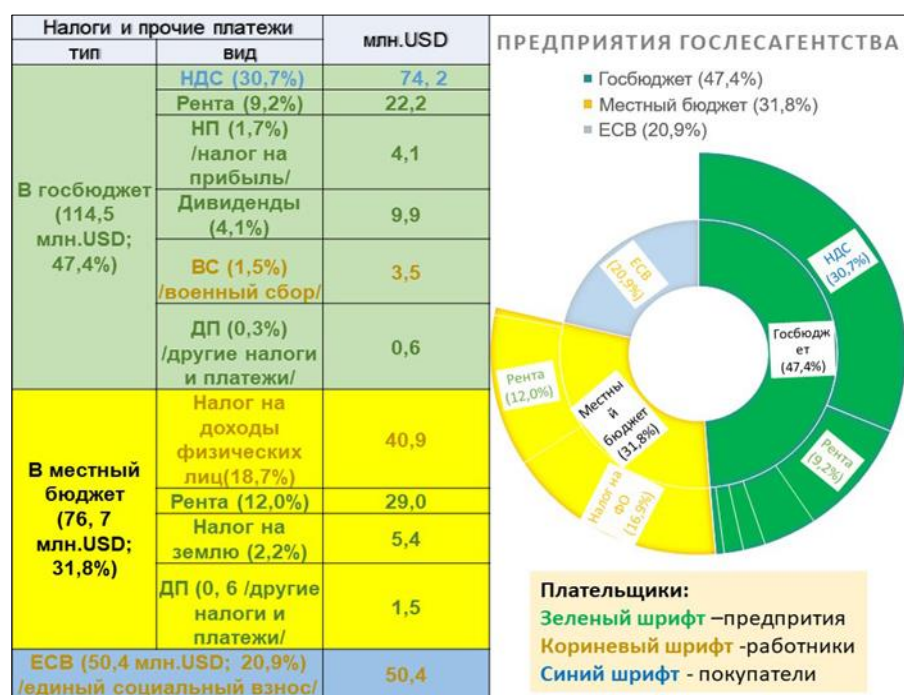 Налоги и прочие платежи
млн.USD
тип
вид
В госбюджет
(114,5
млн.USD;
47,4%)
НДС (30,7%)
74, 2
Рента (9,2%)
22,2
НП (1,7%)
/налог на
прибыль/
4,1
Дивиденды
(4,1%)
9,9
ВС (1,5%)
/военный сбор/
3,5
ДП (0,3%)
/другие налоги
и платежи/
0,6
В местный
бюджет
(76, 7
млн.USD;
31,8%)
Налог на
доходы
физических
лиц(18,7%)
40,9
Рента (12,0%)
29,0
Налог на
землю (2,2%)
5,4
ДП (0, 6 /другие
налоги и
платежи/
1,5
ЕСВ (50,4 млн.USD; 20,9%)
/единый социальный взнос/
50,4
ПРЕДПРИЯТИЯ ГОСЛЕСАГЕНТСТВА
Госбюджет (47,4%)
Местный бюджет (31,8%)
ЕСВ (20,9%)
НДС
(30,7%)
ЕСВ
(20,9%)
Госбюдж
ет
(47,4%)
Рента
(12,0%)
Местны
й
бюджет
(31,8%)
Рента
(9,2%)
Налог на
ФО
(16,9%)
Плательщики:
Зеленый шрифт –предпрития
Кориневый шрифт -работники
Синий шрифт - покупатели